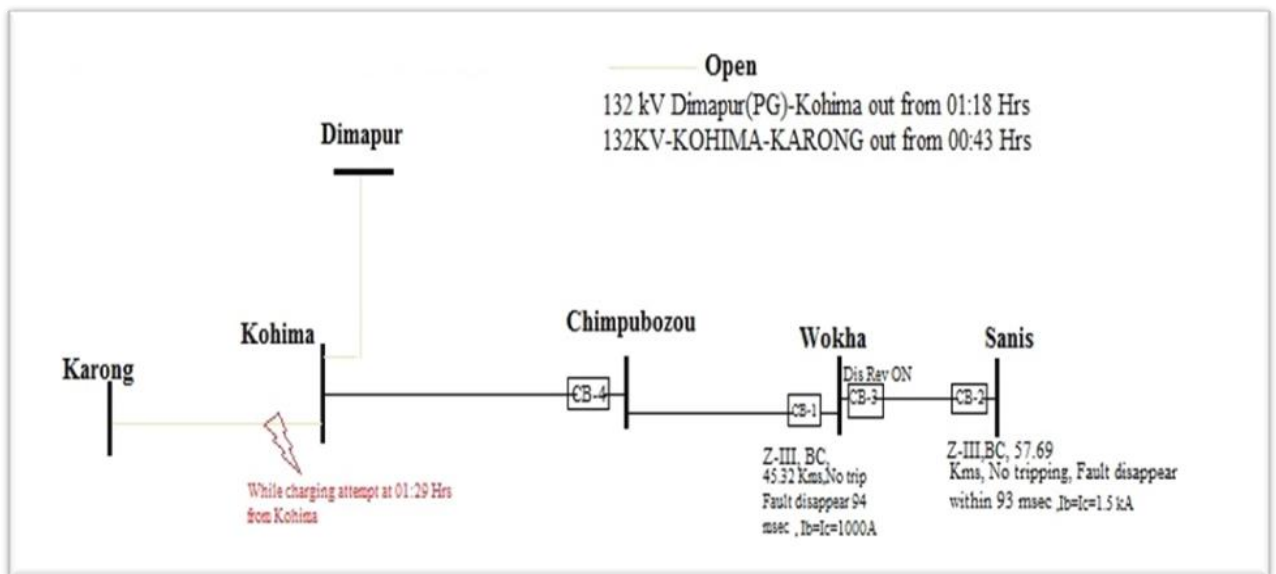 Open
132 kV Dimapur(PG)-Kohima out from 01:18 Hrs
132KV-KOHIMA-KARONG out from 00:43 Hrs
Dimapur
Karong
Kohima
Chimpubozou
Wokha
Sanis
Dis Rev ON
CB-4
CB-1
CB-3
CB-2
While charging attempt at 01:29 Hrs
from Kohima
Z-III, BC,
45.32 Kms,No trip
Fault disappear 94
msec , Ib=Ic=1000A
Z-III,BC, 57.69
Kms, No tripping, Fault disappear
within 93 msec ,Ib=Ic=1.5 kA